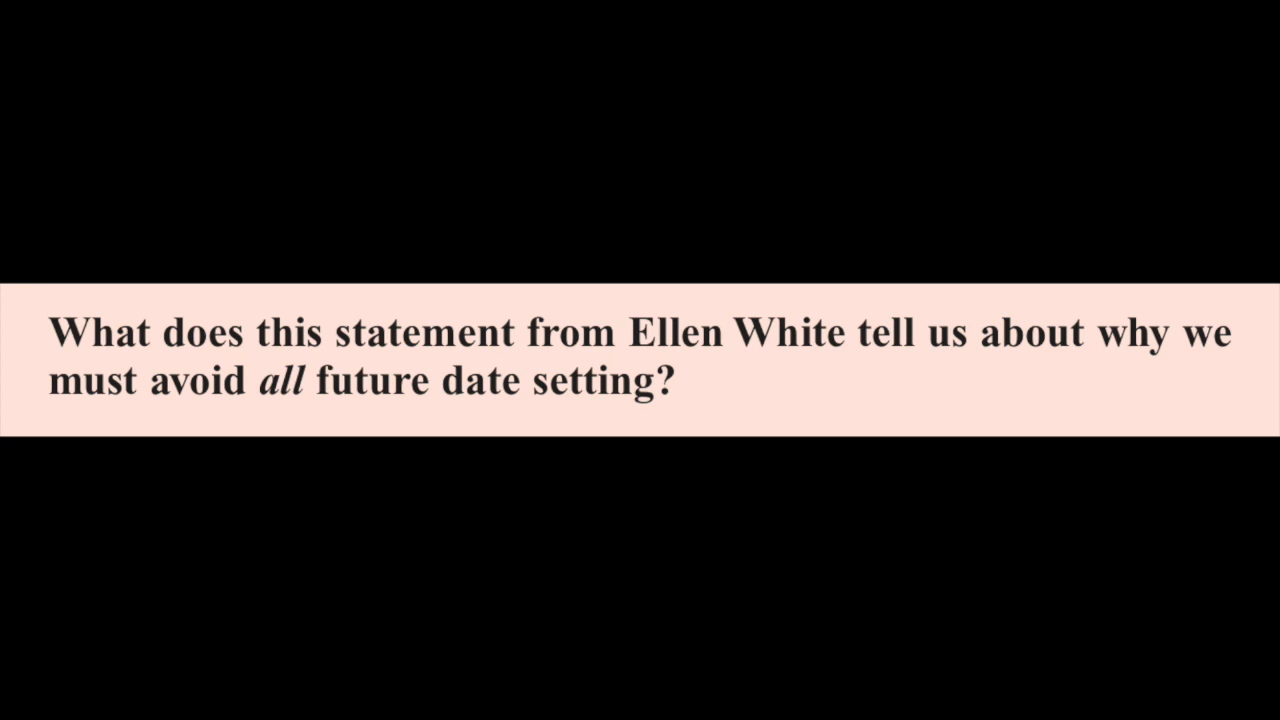 What does this statement from Ellen White tell us about why we
must avoid all future date setting?